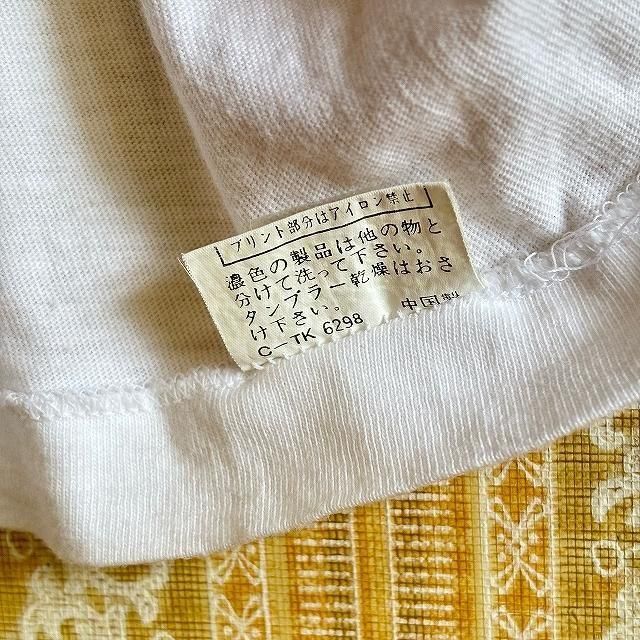 プリント部分はアイロン禁止
濃色の製品は他の物と
分けて洗って下さい。
タンブラー乾燥はおさ
け下さい。
C-TK 6298 中国製